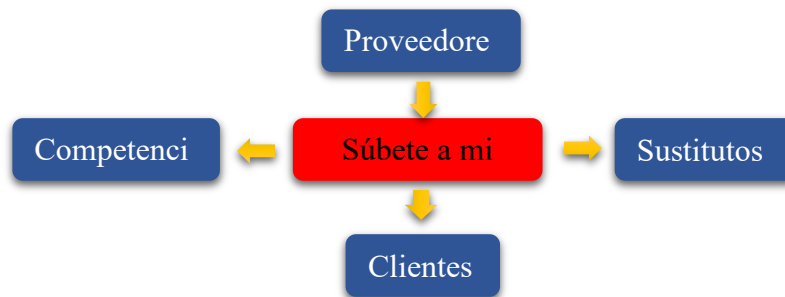 Proveedore
Competenci
Súbete a mi
Sustitutos
Clientes